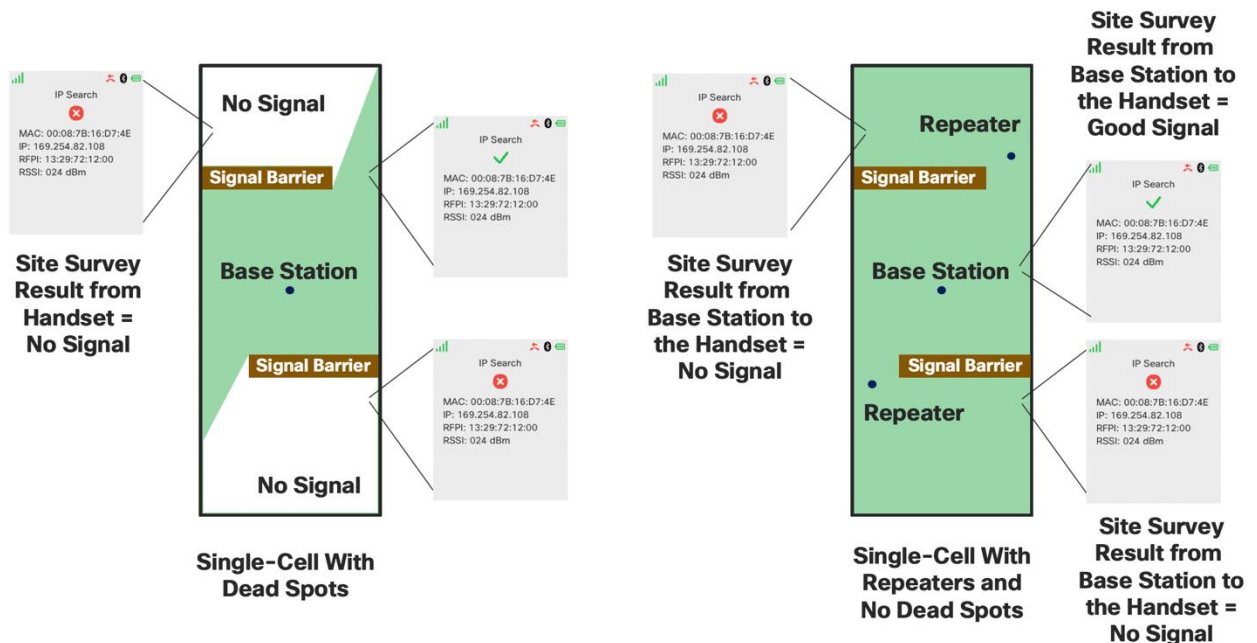 No Signal
IP Search
MAC: 00:08:7B:16:D7:4E
IP: 169.254.82.108
RFPI: 13:29:72:12:00
RSSI: 024 dBm
Signal Barrier
IP Search
MAC: 00:08:7B:16:D7:4E
IP: 169.254.82.108
RFPI: 13:29:72:12:00
RSSI: 024 dBm
Site Survey
Result from
Handset =
No Signal
Base Station
Signal Barrier
IP Search
MAC: 00:08:7B:16:D7:4E
IP: 169.254.82.108
RFPI: 13:29:72:12:00
RSSI: 024 dBm
No Signal
Single-Cell With
Dead Spots
IP Search
MAC: 00:08:7B:16:D7:4E
IP: 169.254.82.108
RFPI: 13:29:72:12:00
RSSI: 024 dBm
Site Survey
Result from
Base Station to
the Handset =
No Signal
Repeater
Signal Barrier
Base Station
Signal Barrier
Repeater
Single-Cell With
Repeaters and
No Dead Spots
Site Survey
Result from
Base Station to
the Handset =
Good Signal
IP Search
MAC: 00:08:7B:16:D7:4E
IP: 169.254.82.108
RFPI: 13:29:72:12:00
RSSI: 024 dBm
IP Search
MAC: 00:08:7B:16:D7:4E
IP: 169.254.82.108
RFPI: 13:29:72:12:00
RSSI: 024 dBm
Site Survey
Result from
Base Station to
the Handset =
No Signal